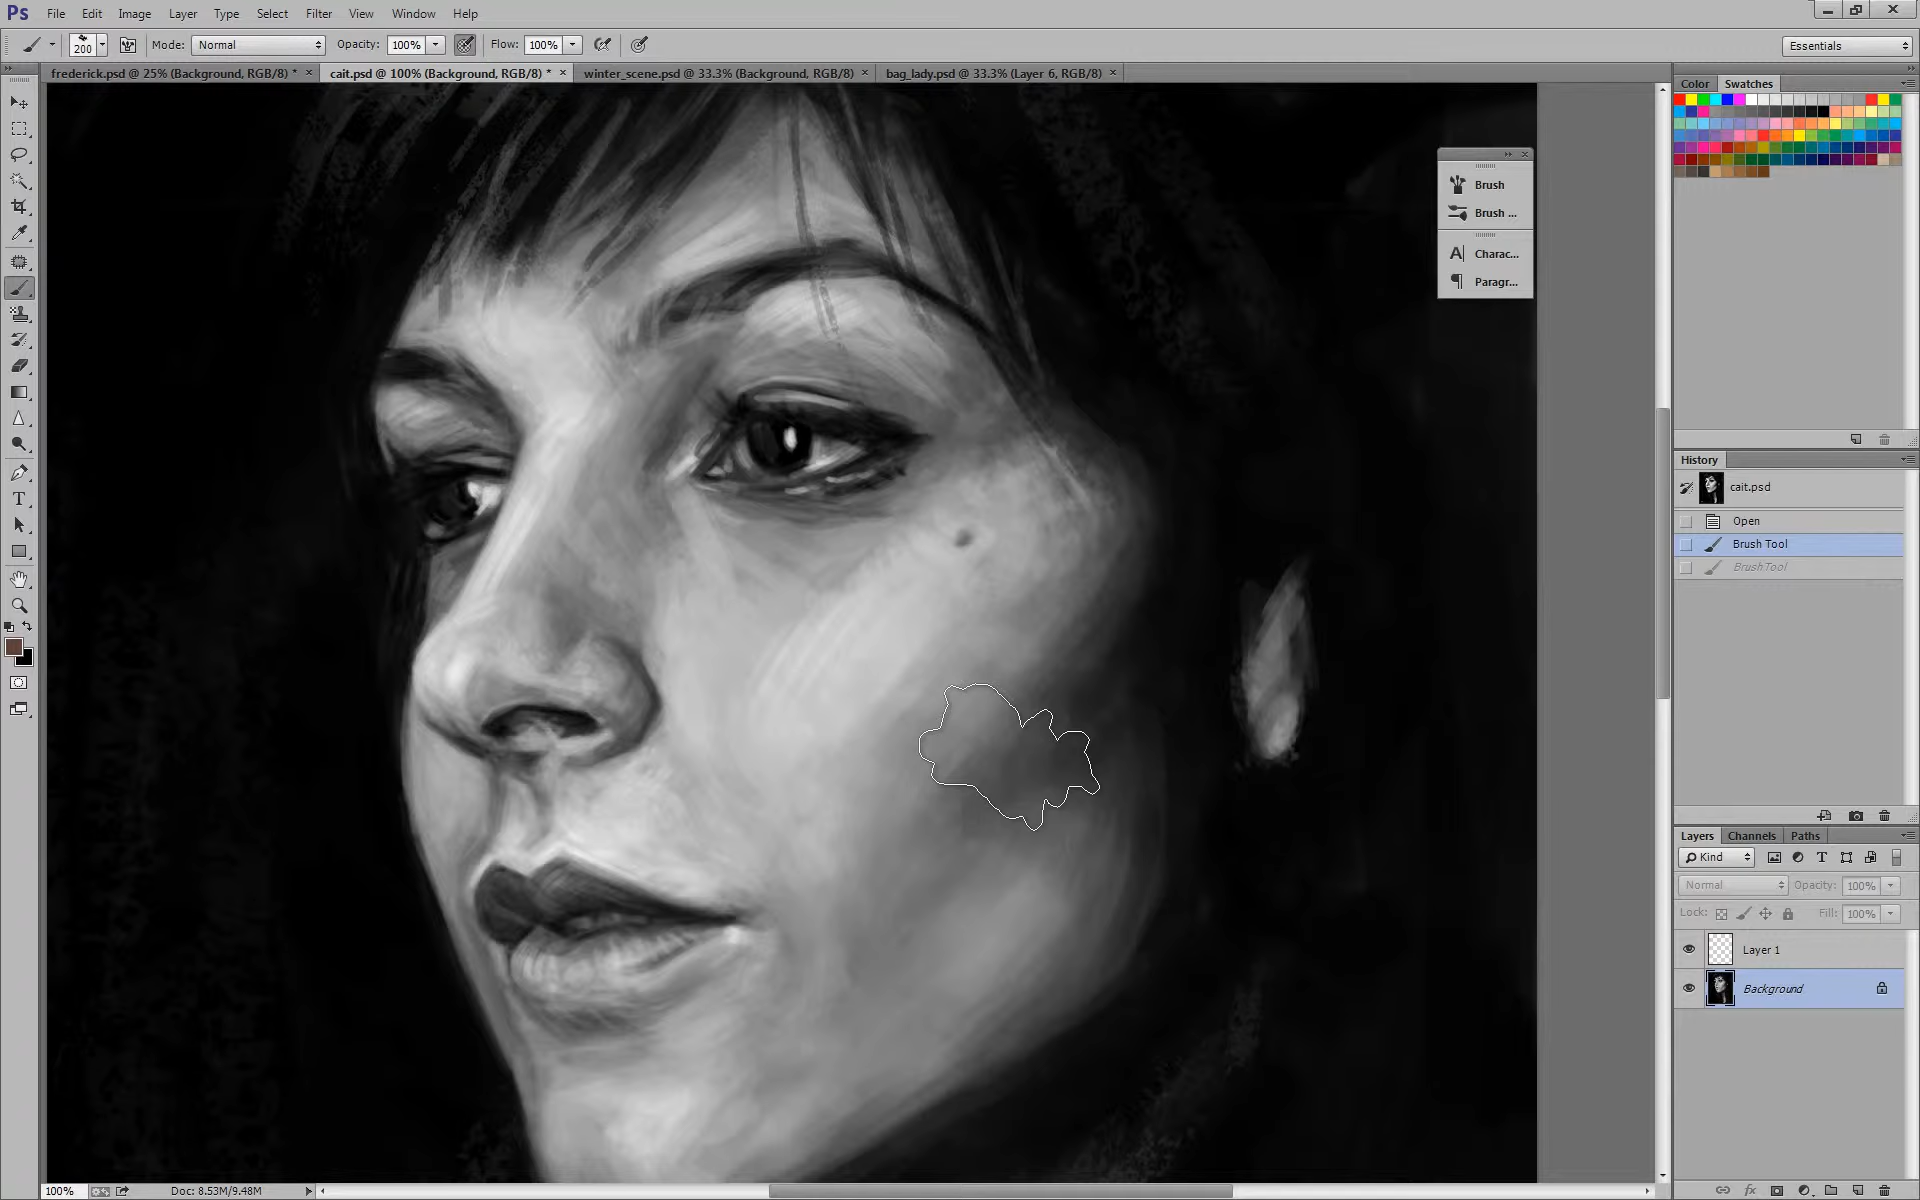 Ps File Edit Image Layer Type Select Filter View Window Help
200 Mode: Normal Opacity: 100% Flow: 100% Essentials
frederick.psd @ 25% (Background, RGB/8) * × cait.psd @ 100% (Background, RGB/8) * × winter_scene.psd @ 33.3% (Background, RGB/8) × bag_lady.psd @ 33.3% (Layer 6, RGB/8) ×
Color Swatches
Brush
Brush ...
Charac...
Paragr...
History
cait.psd
Open
Brush Tool
Brush Tool
Layers Channels Paths
Kind
Normal Opacity: 100%
Lock: Fill: 100%
Layer 1
Background
100% Doc: 8.53M/9.48M